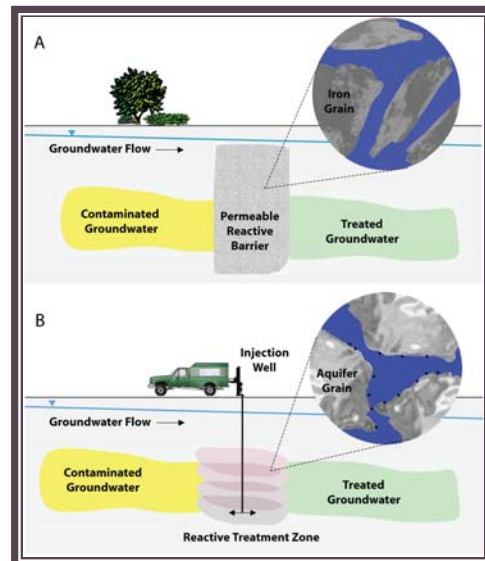 A
Iron
Grain
Groundwater Flow
Contaminated
Groundwater
Permeable
Reactive
Barrier
Treated
Groundwater
B
Injection
Well
Aquifer
Grain
Groundwater Flow
Contaminated
Groundwater
Treated
Groundwater
Reactive Treatment Zone